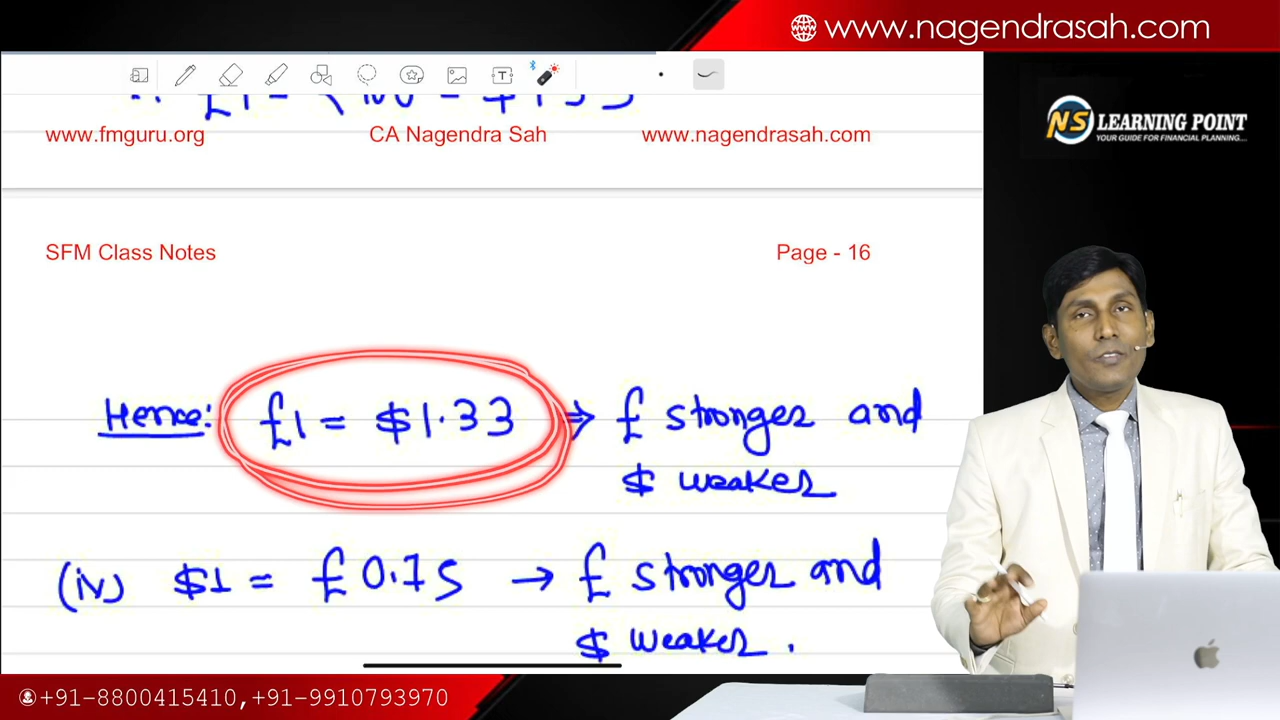 www.nagendrasah.com
NS LEARNING POINT
YOUR GUIDE FOR FINANCIAL PLANNING....
www.fmguru.org CA Nagendra Sah www.nagendrasah.com
SFM Class Notes Page - 16
Hence: £1 = $1.33 ⇒ £ stronger and
$ weaker
(iv) $1 = £0.75 → £ stronger and
$ weaker.
+91-8800415410,+91-9910793970